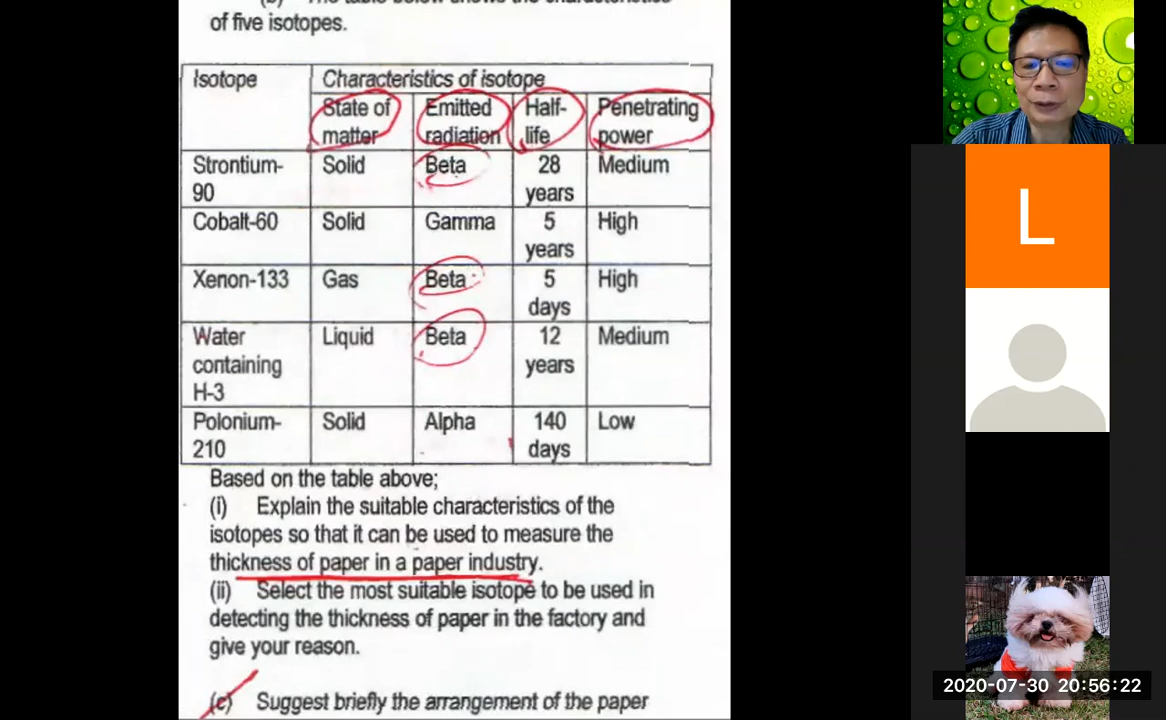 of five isotopes.
Isotope Characteristics of isotope
State of matter Emitted radiation Half-life Penetrating power
Strontium-90 Solid Beta 28 years Medium
Cobalt-60 Solid Gamma 5 years High
Xenon-133 Gas Beta 5 days High
Water containing H-3 Liquid Beta 12 years Medium
Polonium-210 Solid Alpha 140 days Low
Based on the table above;
(i) Explain the suitable characteristics of the
isotopes so that it can be used to measure the
thickness of paper in a paper industry.
(ii) Select the most suitable isotope to be used in
detecting the thickness of paper in the factory and
give your reason.
(c) Suggest briefly the arrangement of the paper
L
2020-07-30 20:56:22